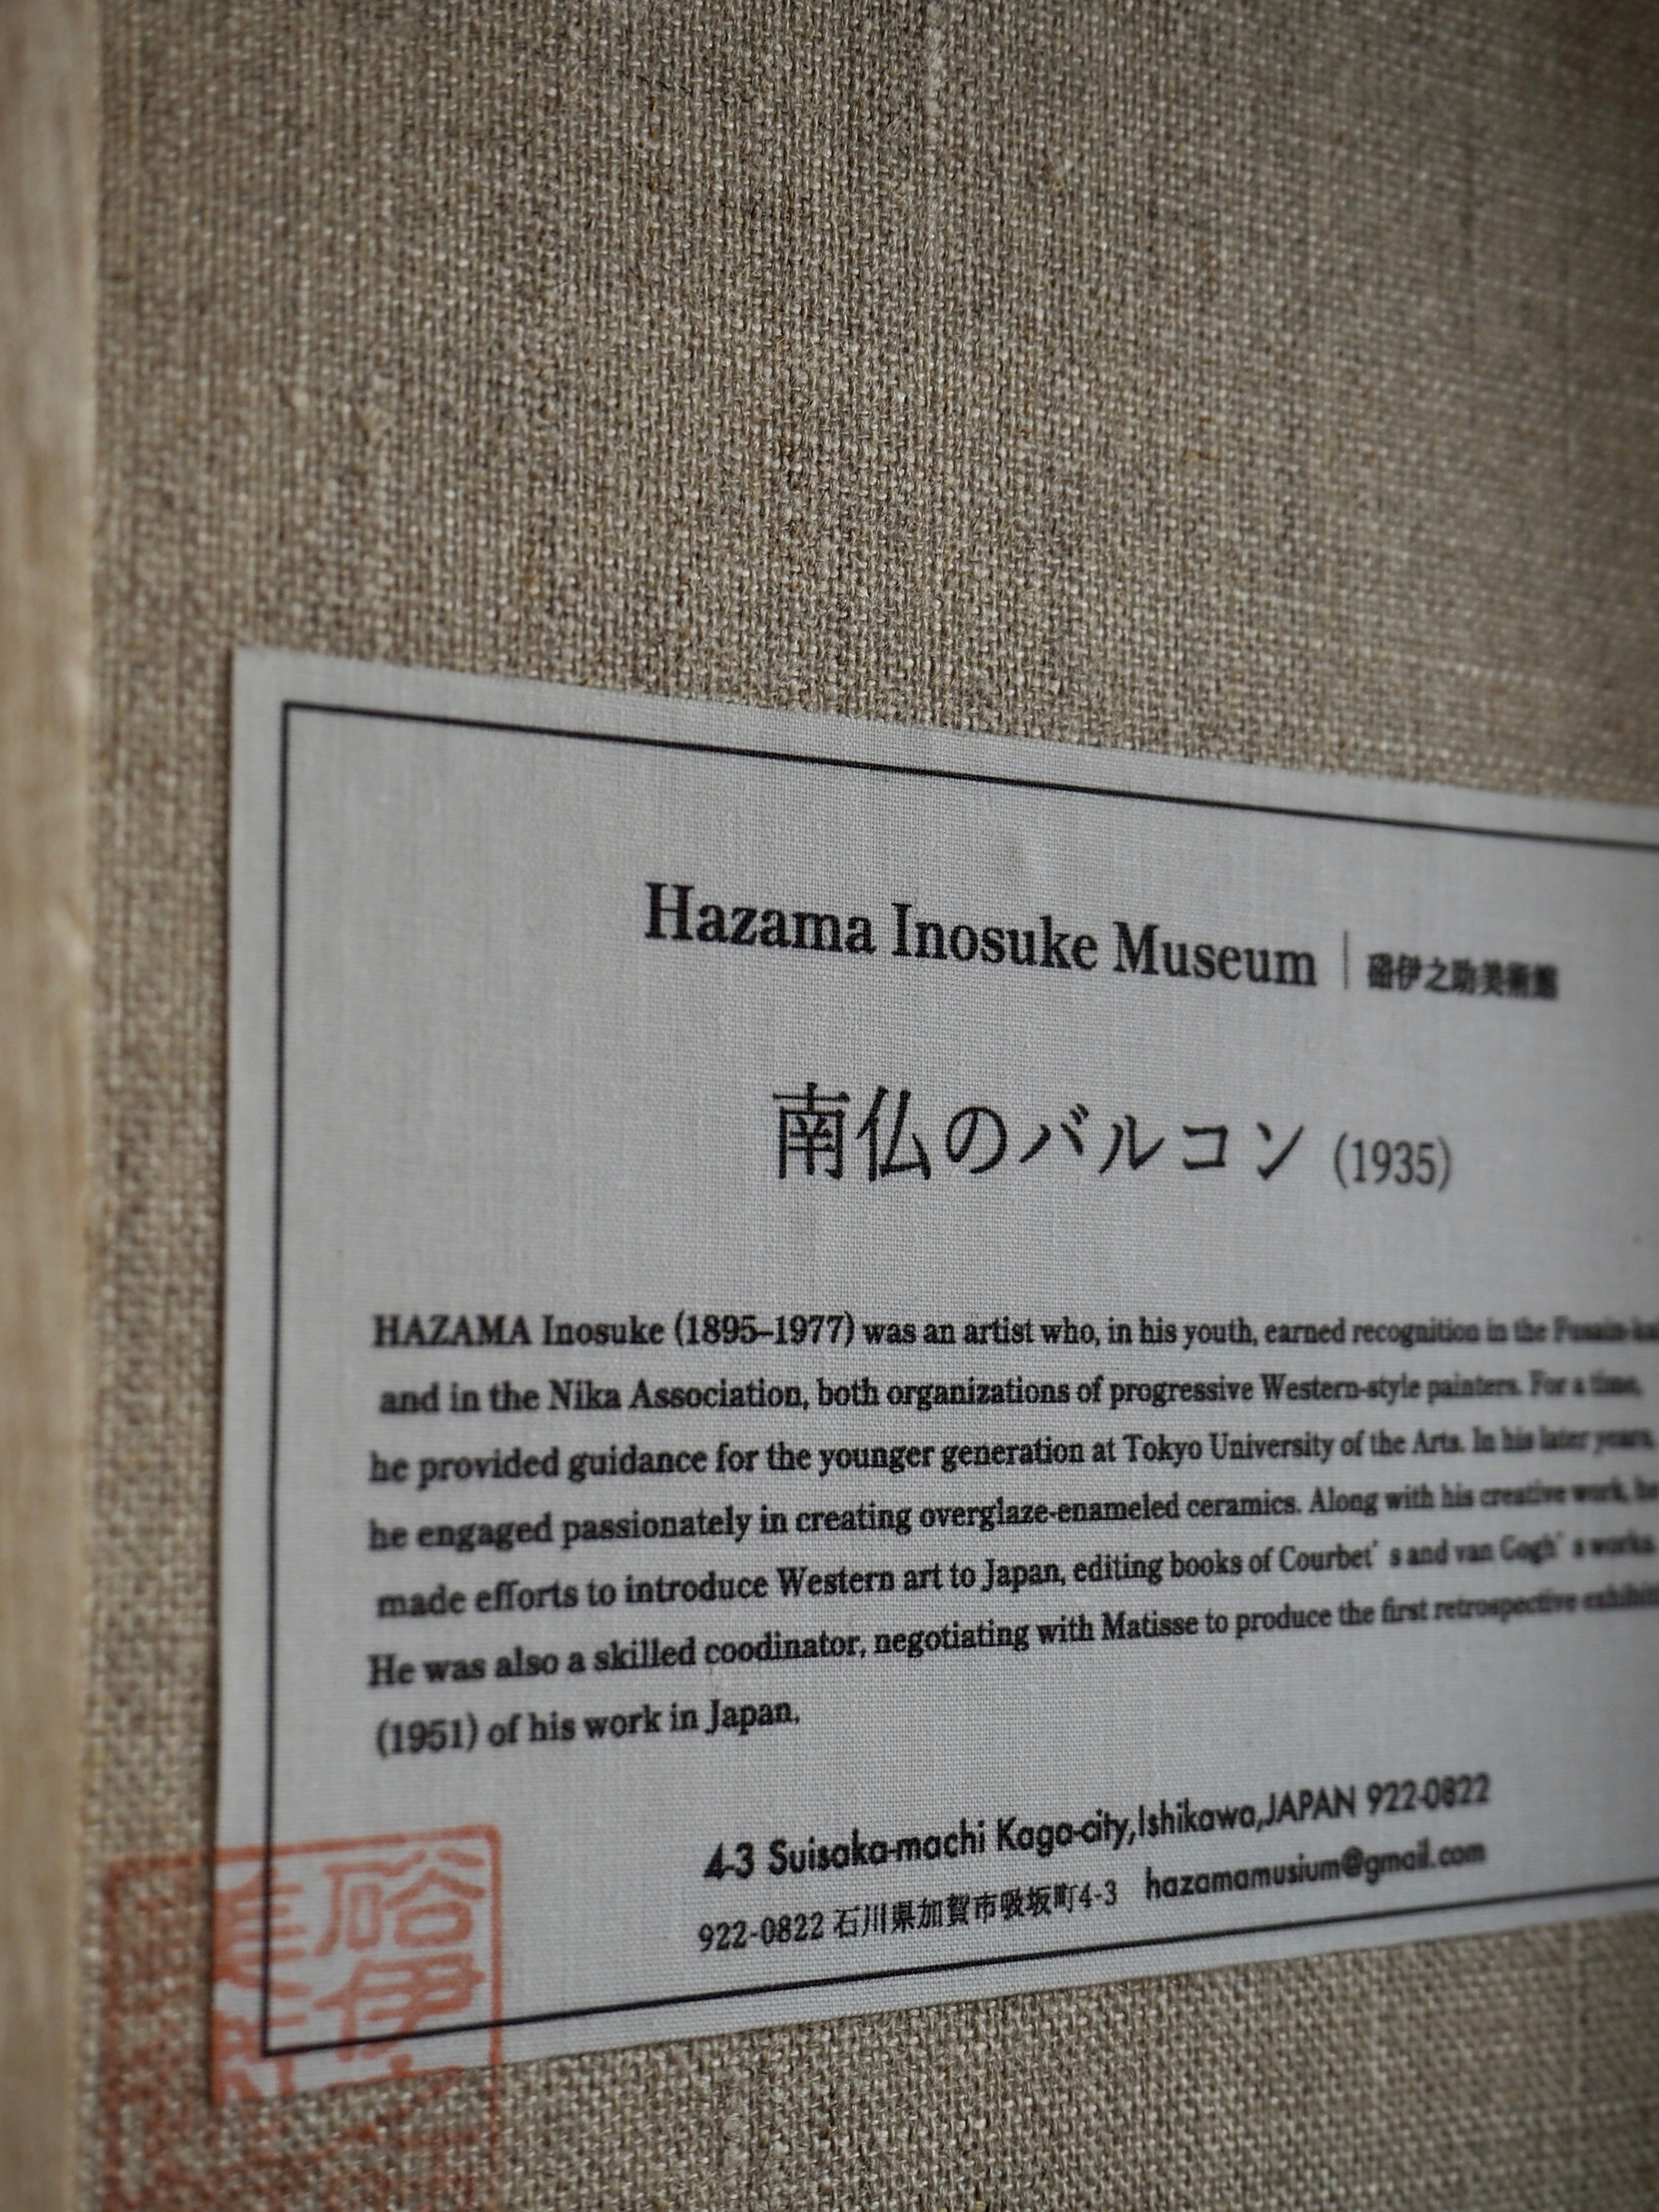 Hazama Inosuke Museum | 硲伊之助美術館
南仏のバルコン (1935)
HAZAMA Inosuke (1895–1977) was an artist who, in his youth, earned recognition in the
and in the Nika Association, both organizations of progressive Western-style painters. For a time,
he provided guidance for the younger generation at Tokyo University of the Arts. In his later years,
he engaged passionately in creating overglaze-enameled ceramics. Along with his creative work, he
made efforts to introduce Western art to Japan, editing books of Courbet's and van Gogh's works.
He was also a skilled coodinator, negotiating with Matisse to produce the first retrospective
(1951) of his work in Japan.
4-3 Suisaka-machi Kaga-city,Ishikawa,JAPAN 922-0822
922-0822 石川県加賀市吸坂町4-3 hazamamusium@gmail.com
硲伊